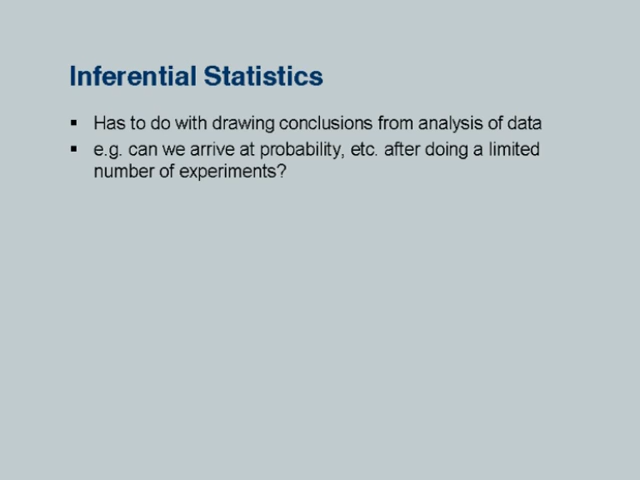 Inferential Statistics
▪ Has to do with drawing conclusions from analysis of data
▪ e.g. can we arrive at probability, etc. after doing a limited
number of experiments?